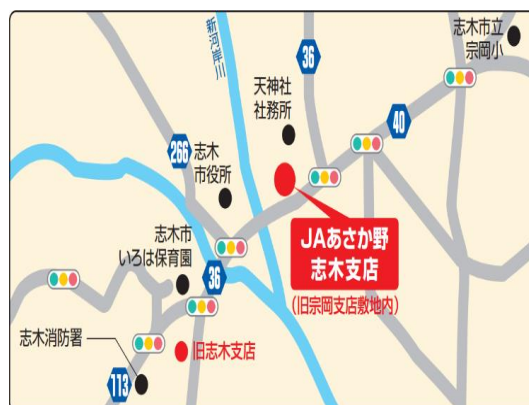 志木市立
宗岡小
新河岸川
36
天神社
社務所
40
266
志木
市役所
JAあさか野
志木支店
(旧宗岡支店敷地内)
志木市
いろは保育園
36
旧志木支店
志木消防署
113